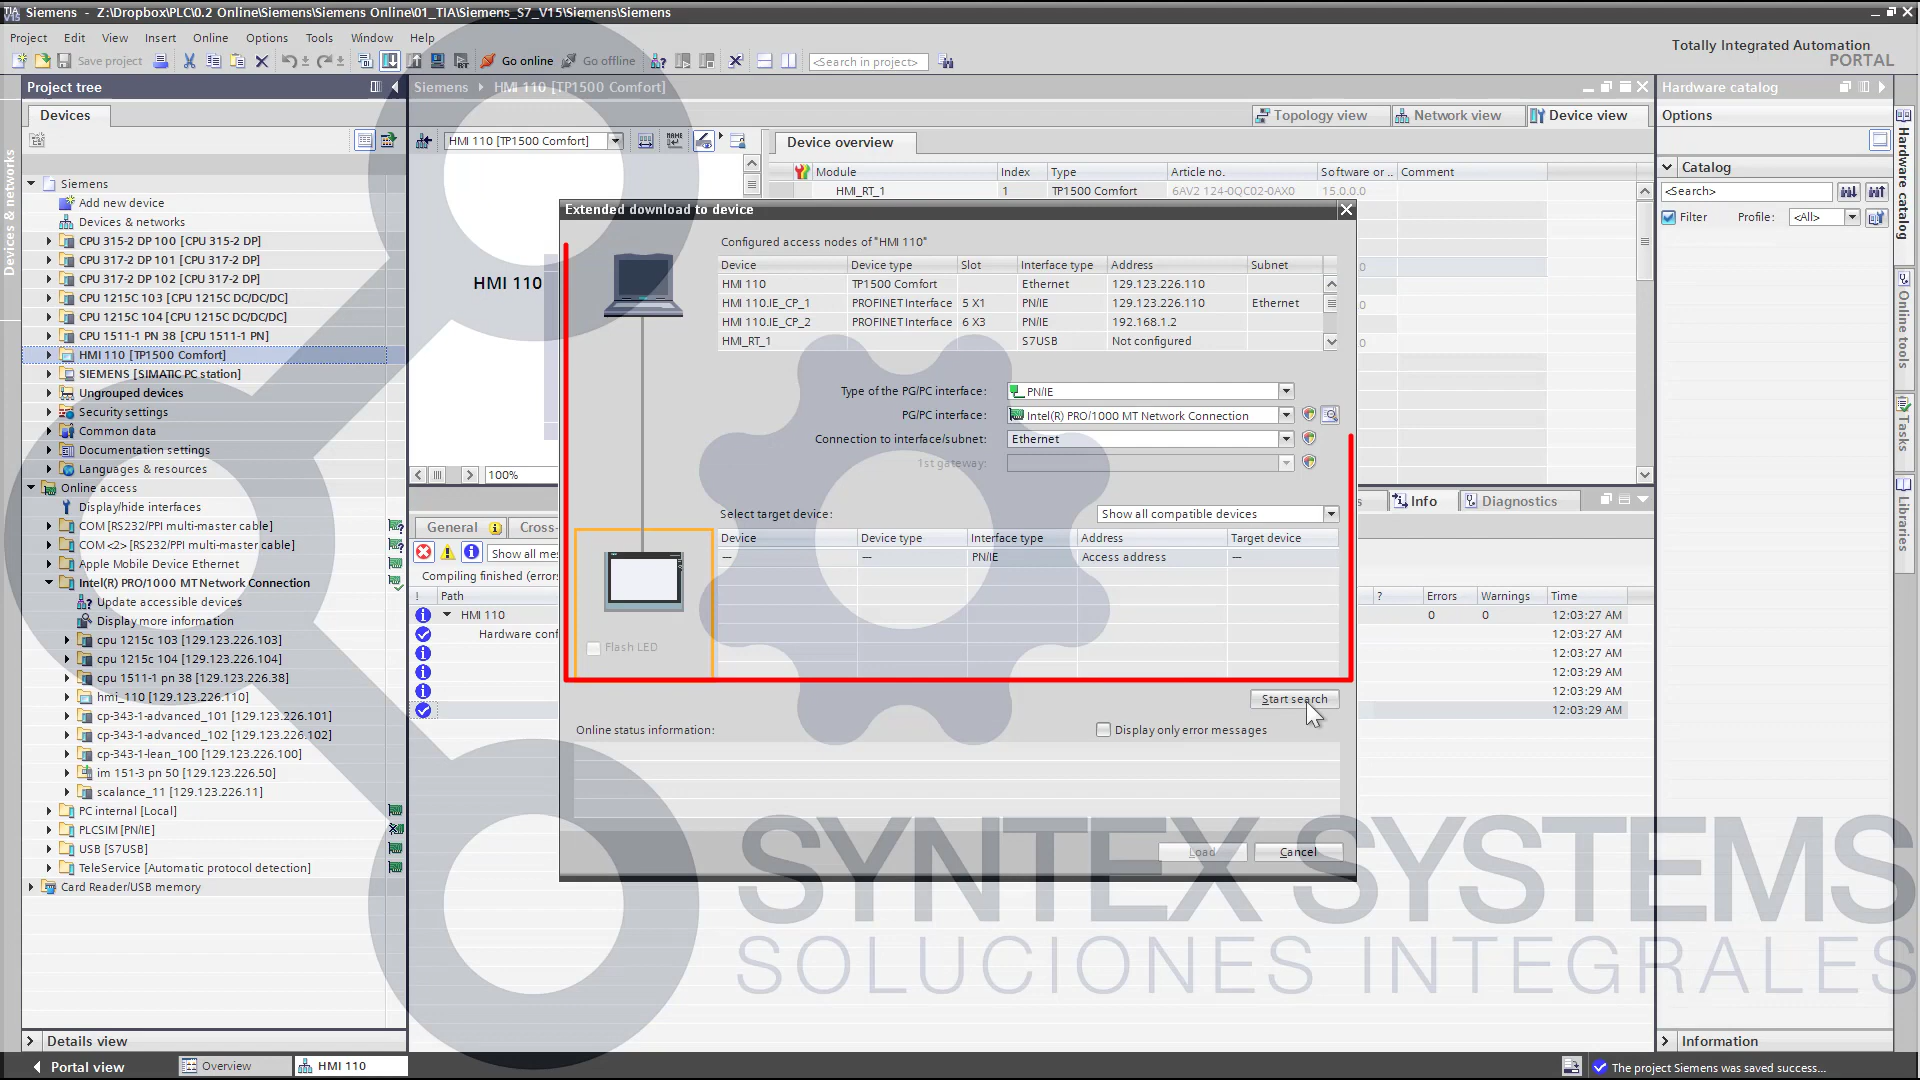 Siemens - Z:\Dropbox\PLC\0.2 Online\Siemens\Siemens Online\01_TIA\Siemens_S7_V15\Siemens\Siemens
Project Edit View Insert Online Options Tools Window Help
Totally Integrated Automation
PORTAL
Save project Go online Go offline <Search in project>
Project tree
Siemens HMI 110 [TP1500 Comfort]
Hardware catalog
Devices
Topology view Network view Device view
Options
HMI 110 [TP1500 Comfort]
Device overview
Catalog
Module Index Type Article no. Software or .. Comment
HMI_RT_1 1 TP1500 Comfort 6AV2 124-0QC02-0AX0 15.0.0.0
<Search>
Filter Profile: <All>
Devices & networks
Siemens
Add new device
Devices & networks
CPU 315-2 DP 100 [CPU 315-2 DP]
CPU 317-2 DP 101 [CPU 317-2 DP]
CPU 317-2 DP 102 [CPU 317-2 DP]
CPU 1215C 103 [CPU 1215C DC/DC/DC]
CPU 1215C 104 [CPU 1215C DC/DC/DC]
CPU 1511-1 PN 38 [CPU 1511-1 PN]
HMI 110 [TP1500 Comfort]
SIEMENS [SIMATIC PC station]
Ungrouped devices
Security settings
Common data
Documentation settings
Languages & resources
Online access
Display/hide interfaces
COM [RS232/PPI multi-master cable]
COM <2> [RS232/PPI multi-master cable]
Apple Mobile Device Ethernet
Intel(R) PRO/1000 MT Network Connection
Update accessible devices
Display more information
cpu 1215c 103 [129.123.226.103]
cpu 1215c 104 [129.123.226.104]
cpu 1511-1 pn 38 [129.123.226.38]
hmi_110 [129.123.226.110]
cp-343-1-advanced_101 [129.123.226.101]
cp-343-1-advanced_102 [129.123.226.102]
cp-343-1-lean_100 [129.123.226.100]
im 151-3 pn 50 [129.123.226.50]
scalance_11 [129.123.226.11]
PC internal [Local]
PLCSIM [PN/IE]
USB [S7USB]
TeleService [Automatic protocol detection]
Card Reader/USB memory
Details view
HMI 110
100%
General Cross-
Show all mes
Compiling finished (errors
! Path
HMI 110
Hardware conf
Extended download to device
Configured access nodes of "HMI 110"
Device Device type Slot Interface type Address Subnet
HMI 110 TP1500 Comfort Ethernet 129.123.226.110
HMI 110.IE_CP_1 PROFINET Interface 5 X1 PN/IE 129.123.226.110 Ethernet
HMI 110.IE_CP_2 PROFINET Interface 6 X3 PN/IE 192.168.1.2
HMI_RT_1 S7USB Not configured
Type of the PG/PC interface: PN/IE
PG/PC interface: Intel(R) PRO/1000 MT Network Connection
Connection to interface/subnet: Ethernet
1st gateway:
Select target device: Show all compatible devices
Device Device type Interface type Address Target device
— — PN/IE Access address —
Flash LED
Start search
Online status information: Display only error messages
Load Cancel
0
0
0
s Info Diagnostics
? Errors Warnings Time
0 0 12:03:27 AM
12:03:27 AM
12:03:27 AM
12:03:29 AM
12:03:29 AM
12:03:29 AM
Hardware catalog
Online tools
Tasks
Libraries
Information
SYNTEX SYSTEMS
SOLUCIONES INTEGRALES
Portal view Overview HMI 110
The project Siemens was saved success...